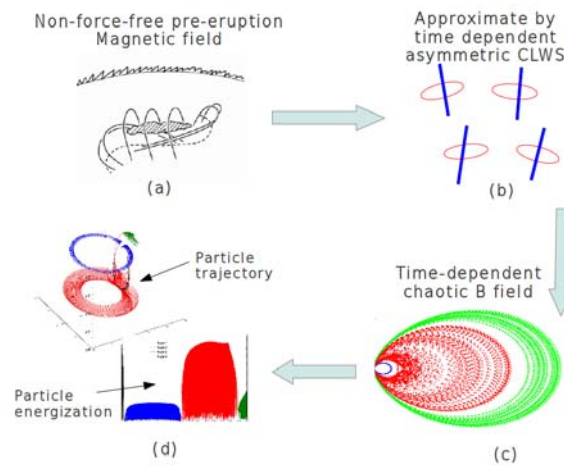 Non-force-free pre-eruption
Magnetic field
(a)
Approximate by
time dependent
asymmetric CLWS
(b)
Time-dependent
chaotic B field
(c)
Particle
trajectory
Particle
energization
(d)